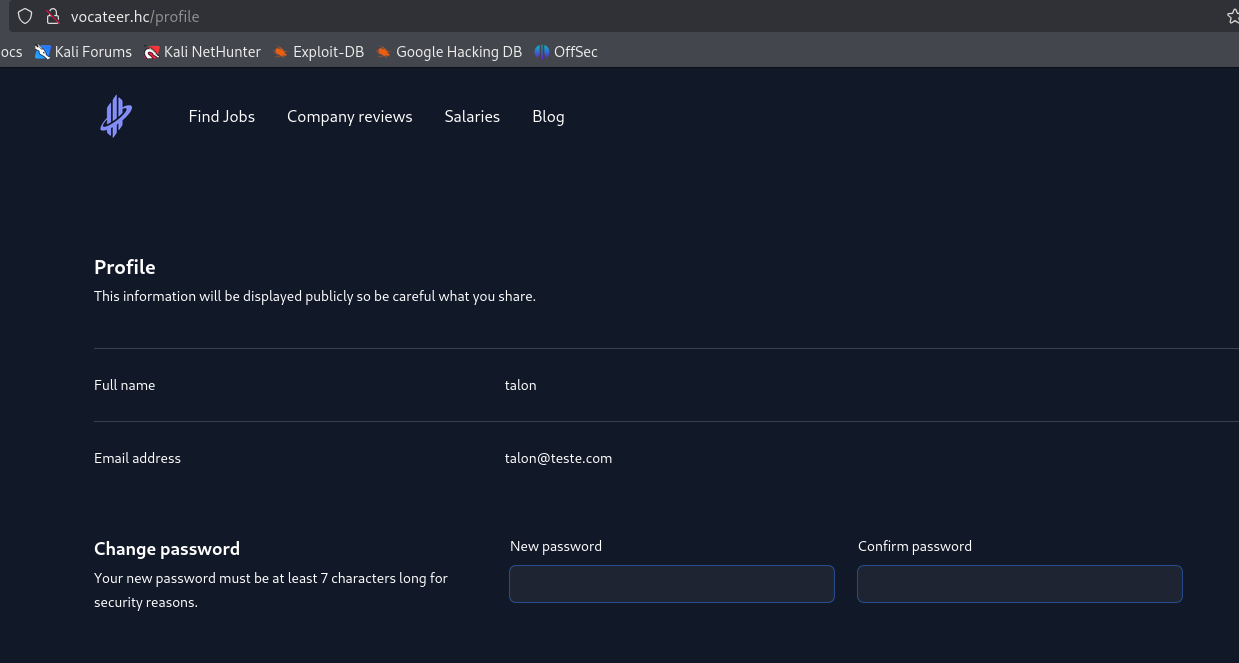 vocateer.hc/profile
ocs Kali Forums Kali NetHunter Exploit-DB Google Hacking DB OffSec
Find Jobs Company reviews Salaries Blog
Profile
This information will be displayed publicly so be careful what you share.
Full name talon
Email address talon@teste.com
Change password New password Confirm password
Your new password must be at least 7 characters long for
security reasons.